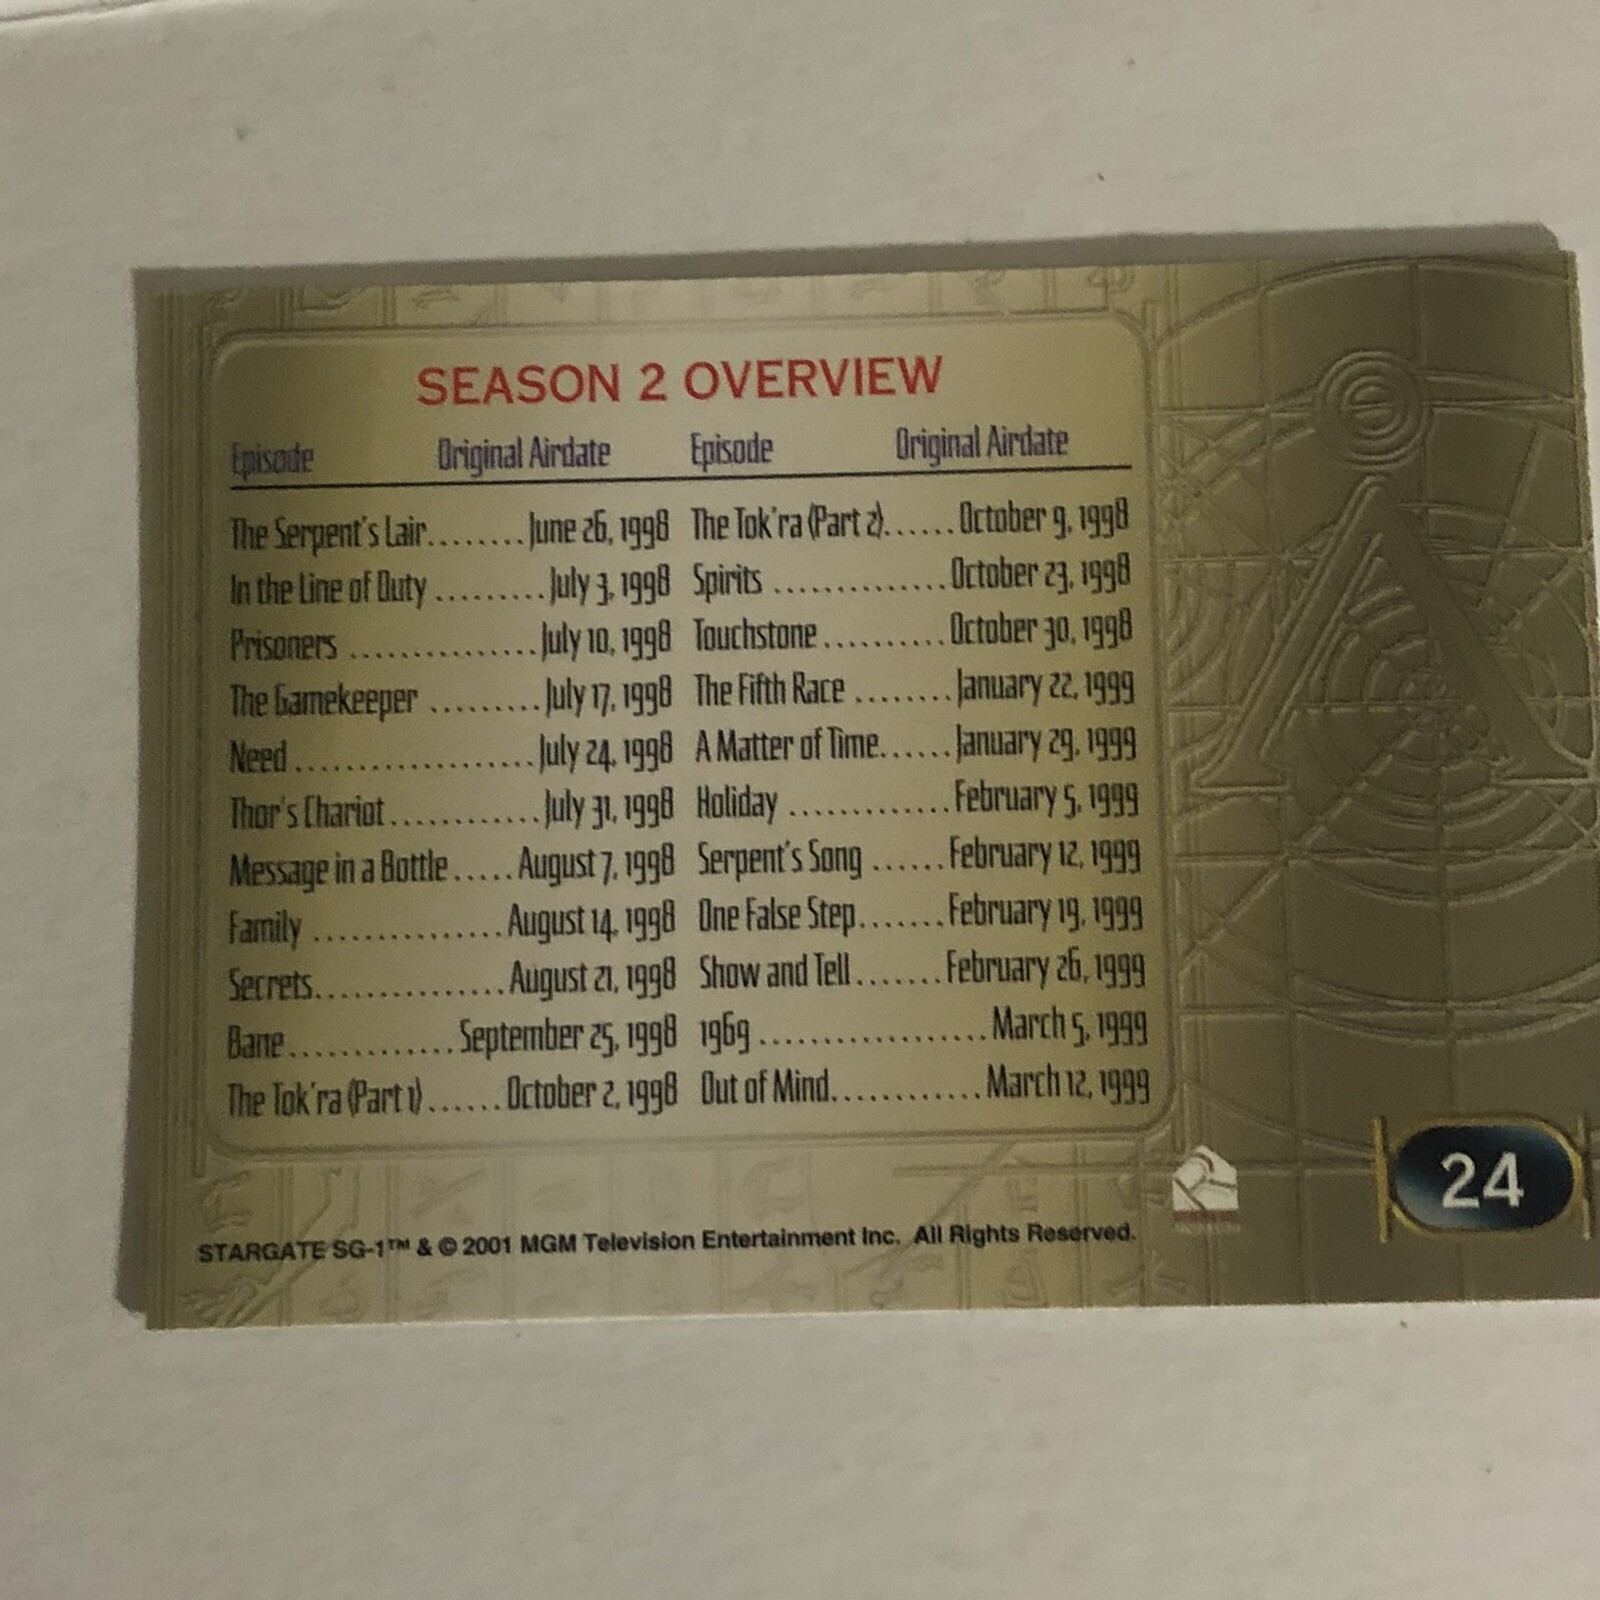 SEASON 2 OVERVIEW
Episode Original Airdate Episode Original Airdate
The Serpent's Lair........June 26, 1998 The Tok'ra (Part 2)......October 9, 1998
In the Line of Duty .........July 3, 1998 Spirits ..............October 23, 1998
Prisoners ...............July 10, 1998 Touchstone..........October 30, 1998
The Gamekeeper .........July 17, 1998 The Fifth Race ........January 22, 1999
Need...................July 24, 1998 A Matter of Time......January 29, 1999
Thor's Chariot............July 31, 1998 Holiday .............February 5, 1999
Message in a Bottle.....August 7, 1998 Serpent's Song ......February 12, 1999
Family ...............August 14, 1998 One False Step.......February 19, 1999
Secrets...............August 21, 1998 Show and Tell.......February 26, 1999
Bane.............September 25, 1998 1969 ..................March 5, 1999
The Tok'ra (Part 1)......October 2, 1998 Out of Mind............March 12, 1999
24
STARGATE SG-1™ & © 2001 MGM Television Entertainment Inc. All Rights Reserved.